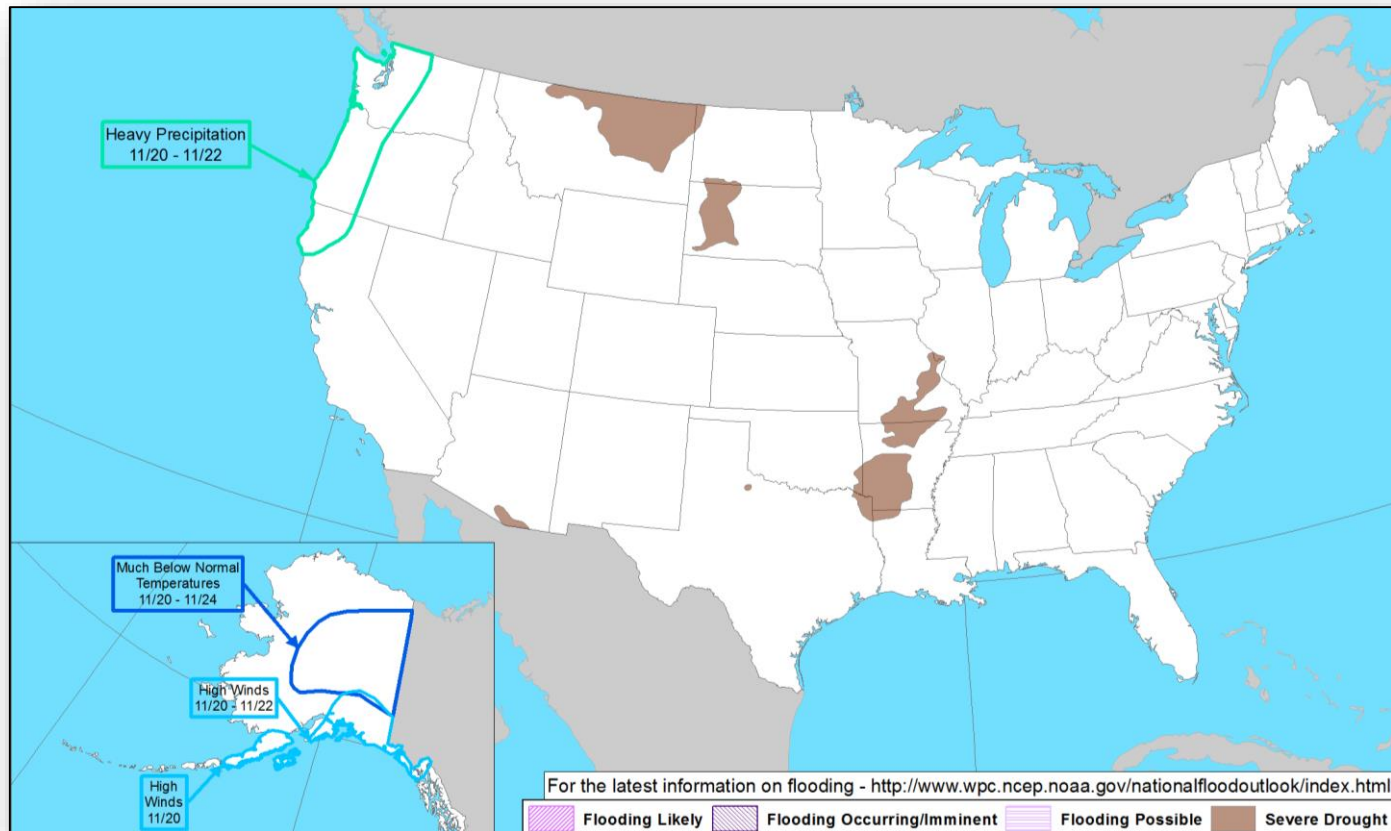 Heavy Precipitation
11/20 - 11/22
Much Below Normal
Temperatures
11/20 - 11/24
High Winds
11/20 - 11/22
High
Winds
11/20
For the latest information on flooding - http://www.wpc.ncep.noaa.gov/nationalfloodoutlook/index.html
Flooding Likely
Flooding Occurring/Imminent
Flooding Possible
Severe Drought